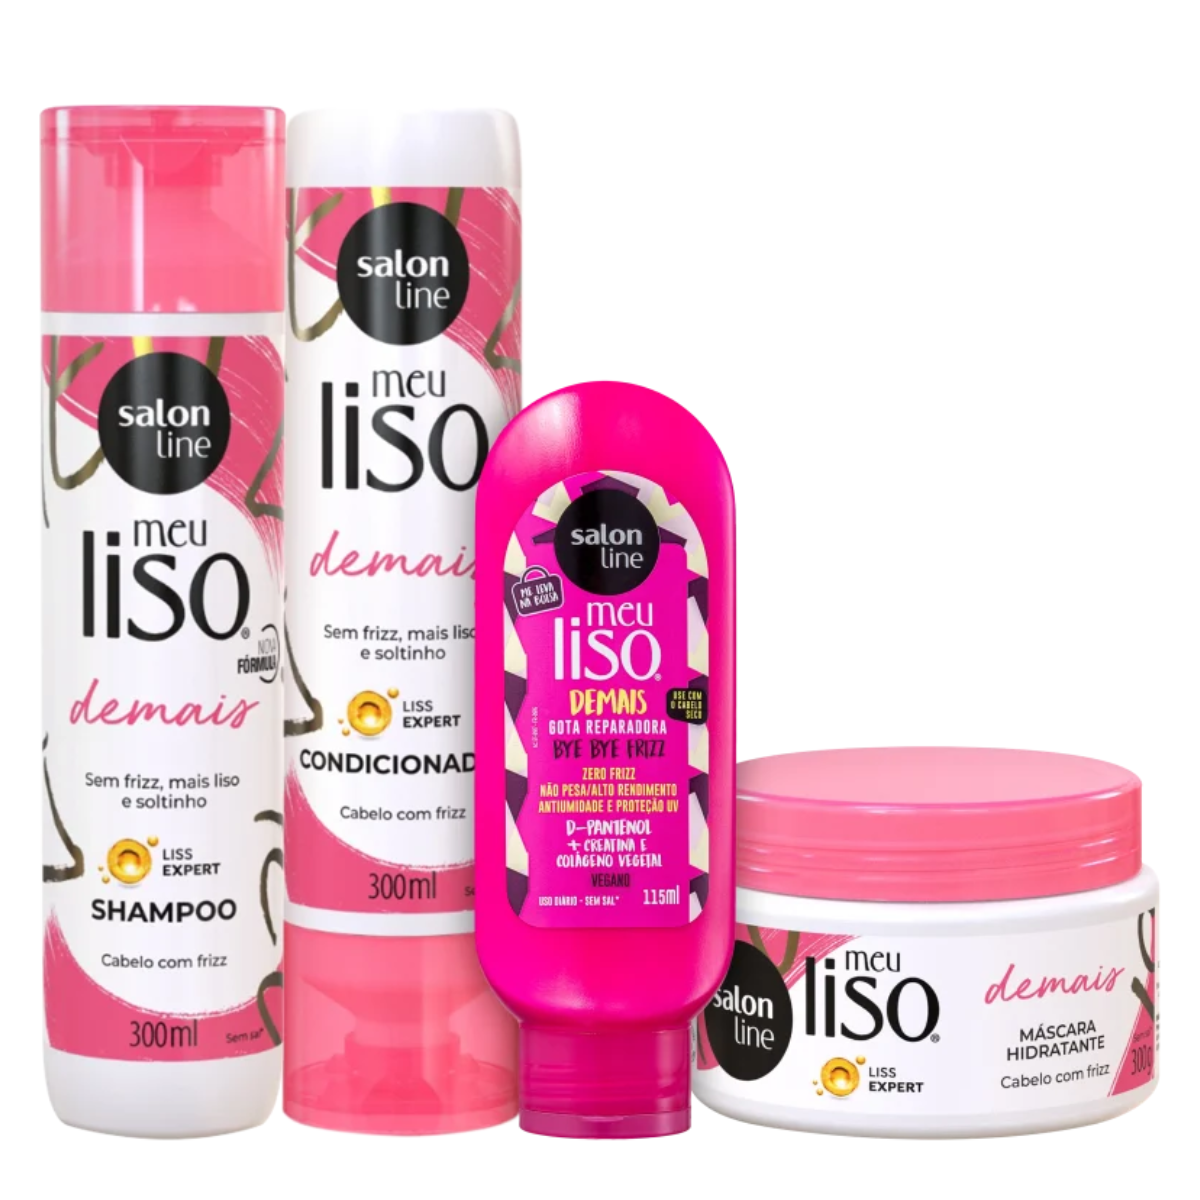 salon
line
meu
liso®
NOVA
FÓRMULA
demais
Sem frizz, mais liso
e soltinho
LISS
EXPERT
SHAMPOO
Cabelo com frizz
300ml
Sem sal*
salon
line
meu
liso
demais
Sem frizz, mais liso
e soltinho
LISS
EXPERT
CONDICIONAD
Cabelo com frizz
300ml
salon
line
ME LEVA
NA BOLSA
meu
liso®
DEMAIS
USE COM
O CABELO
SECO
GOTA REPARADORA
BYE BYE FRIZZ
ZERO FRIZZ
NÃO PESA/ALTO RENDIMENTO
ANTIUMIDADE E PROTEÇÃO UV
D-PANTENOL
+ CREATINA E
COLÁGENO VEGETAL
VEGANO
USO DIÁRIO - SEM SAL*
115ml
salon
line
meu
liso®
demais
MÁSCARA
HIDRATANTE
LISS
EXPERT
Cabelo com frizz
Sem sal*
300g